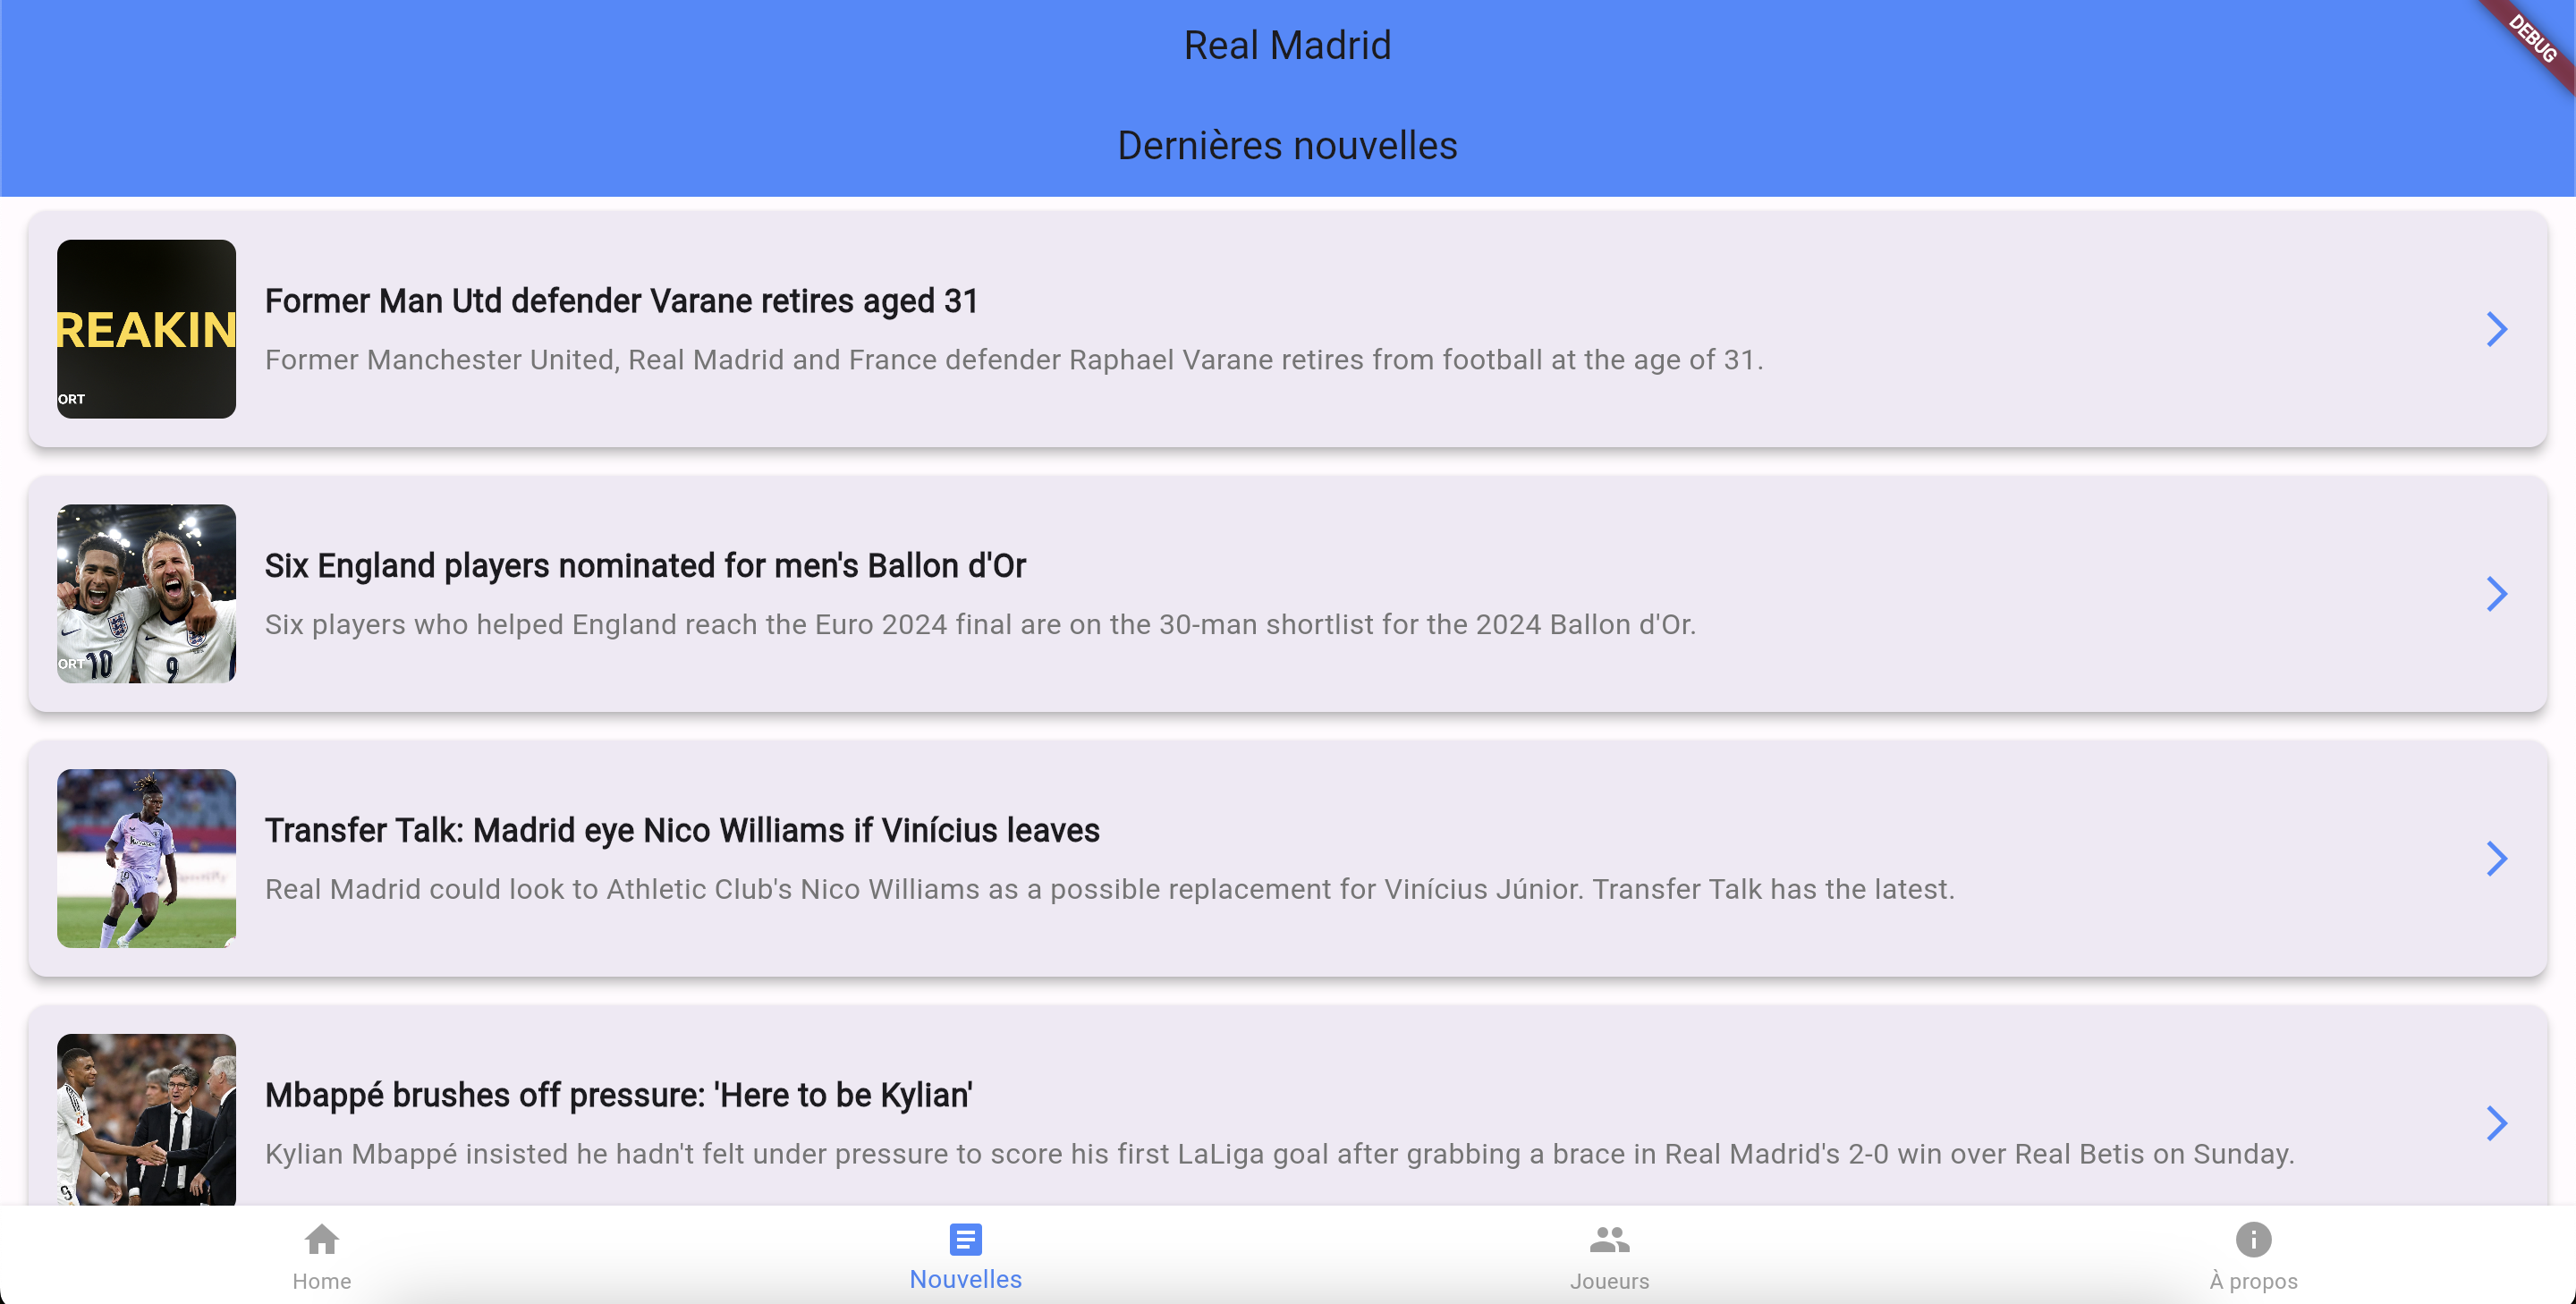 Real Madrid
DEBUG
Dernières nouvelles
REAKIN
ORT
Former Man Utd defender Varane retires aged 31
Former Manchester United, Real Madrid and France defender Raphael Varane retires from football at the age of 31.
ORT
10
9
Six England players nominated for men's Ballon d'Or
Six players who helped England reach the Euro 2024 final are on the 30-man shortlist for the 2024 Ballon d'Or.
Transfer Talk: Madrid eye Nico Williams if Vinícius leaves
Real Madrid could look to Athletic Club's Nico Williams as a possible replacement for Vinícius Júnior. Transfer Talk has the latest.
9
Mbappé brushes off pressure: 'Here to be Kylian'
Kylian Mbappé insisted he hadn't felt under pressure to score his first LaLiga goal after grabbing a brace in Real Madrid's 2-0 win over Real Betis on Sunday.
Home
Nouvelles
Joueurs
À propos